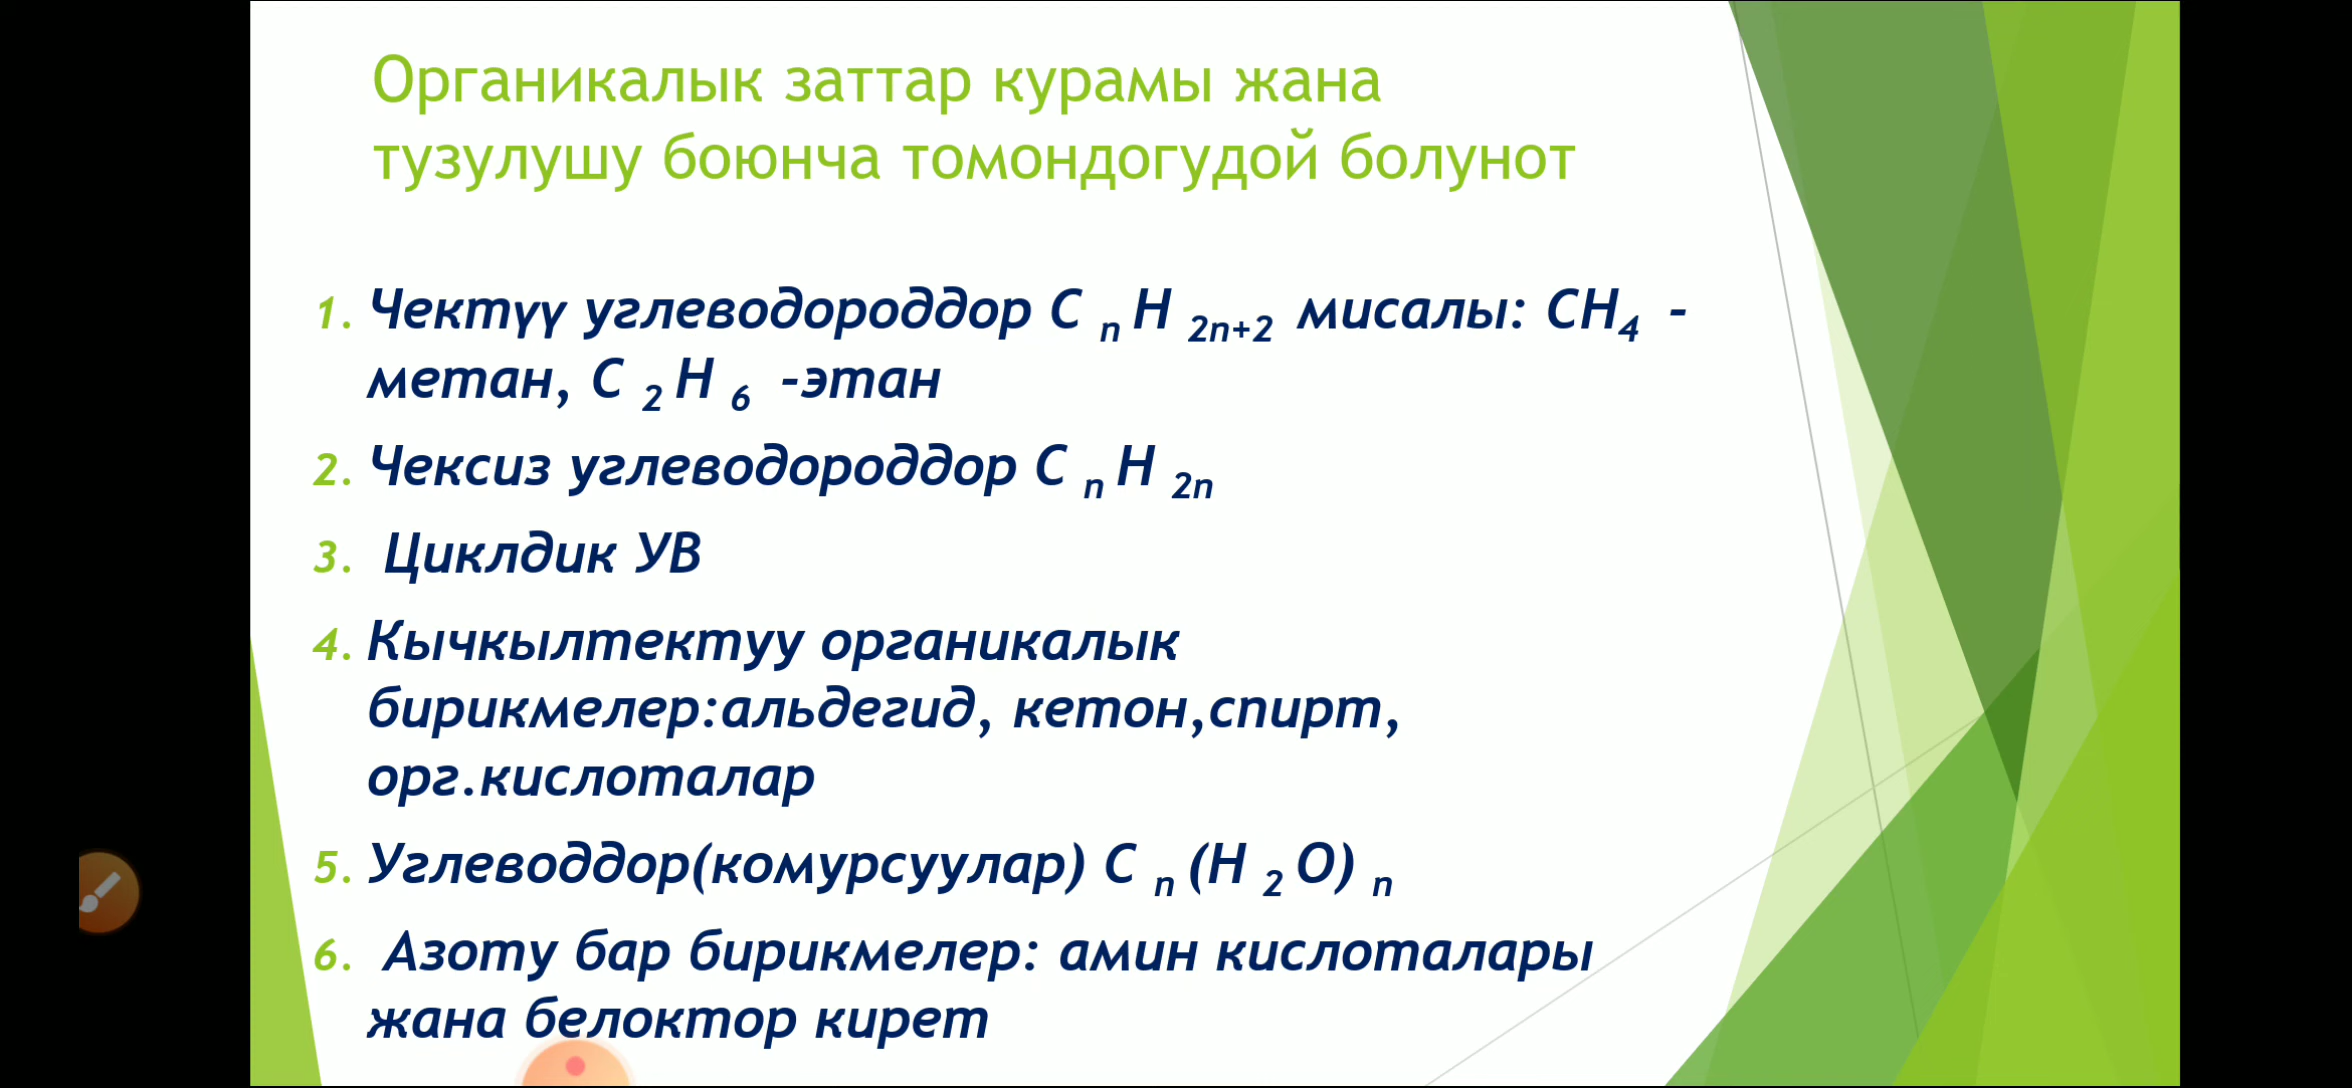 Органикалык заттар курамы жана
тузулушу боюнча томондогудой болунот
1. Чектүү углеводороддор C n H 2n+2 мисалы: CH4 -
метан, C 2 H 6 -этан
2. Чексиз углеводороддор C n H 2n
3. Циклдик УВ
4. Кычкылтектуу органикалык
бирикмелер:альдегид, кетон,спирт,
орг.кислоталар
5. Углеводдор(комурсуулар) C n (H 2 O) n
6. Азоту бар бирикмелер: амин кислоталары
жана белоктор кирет